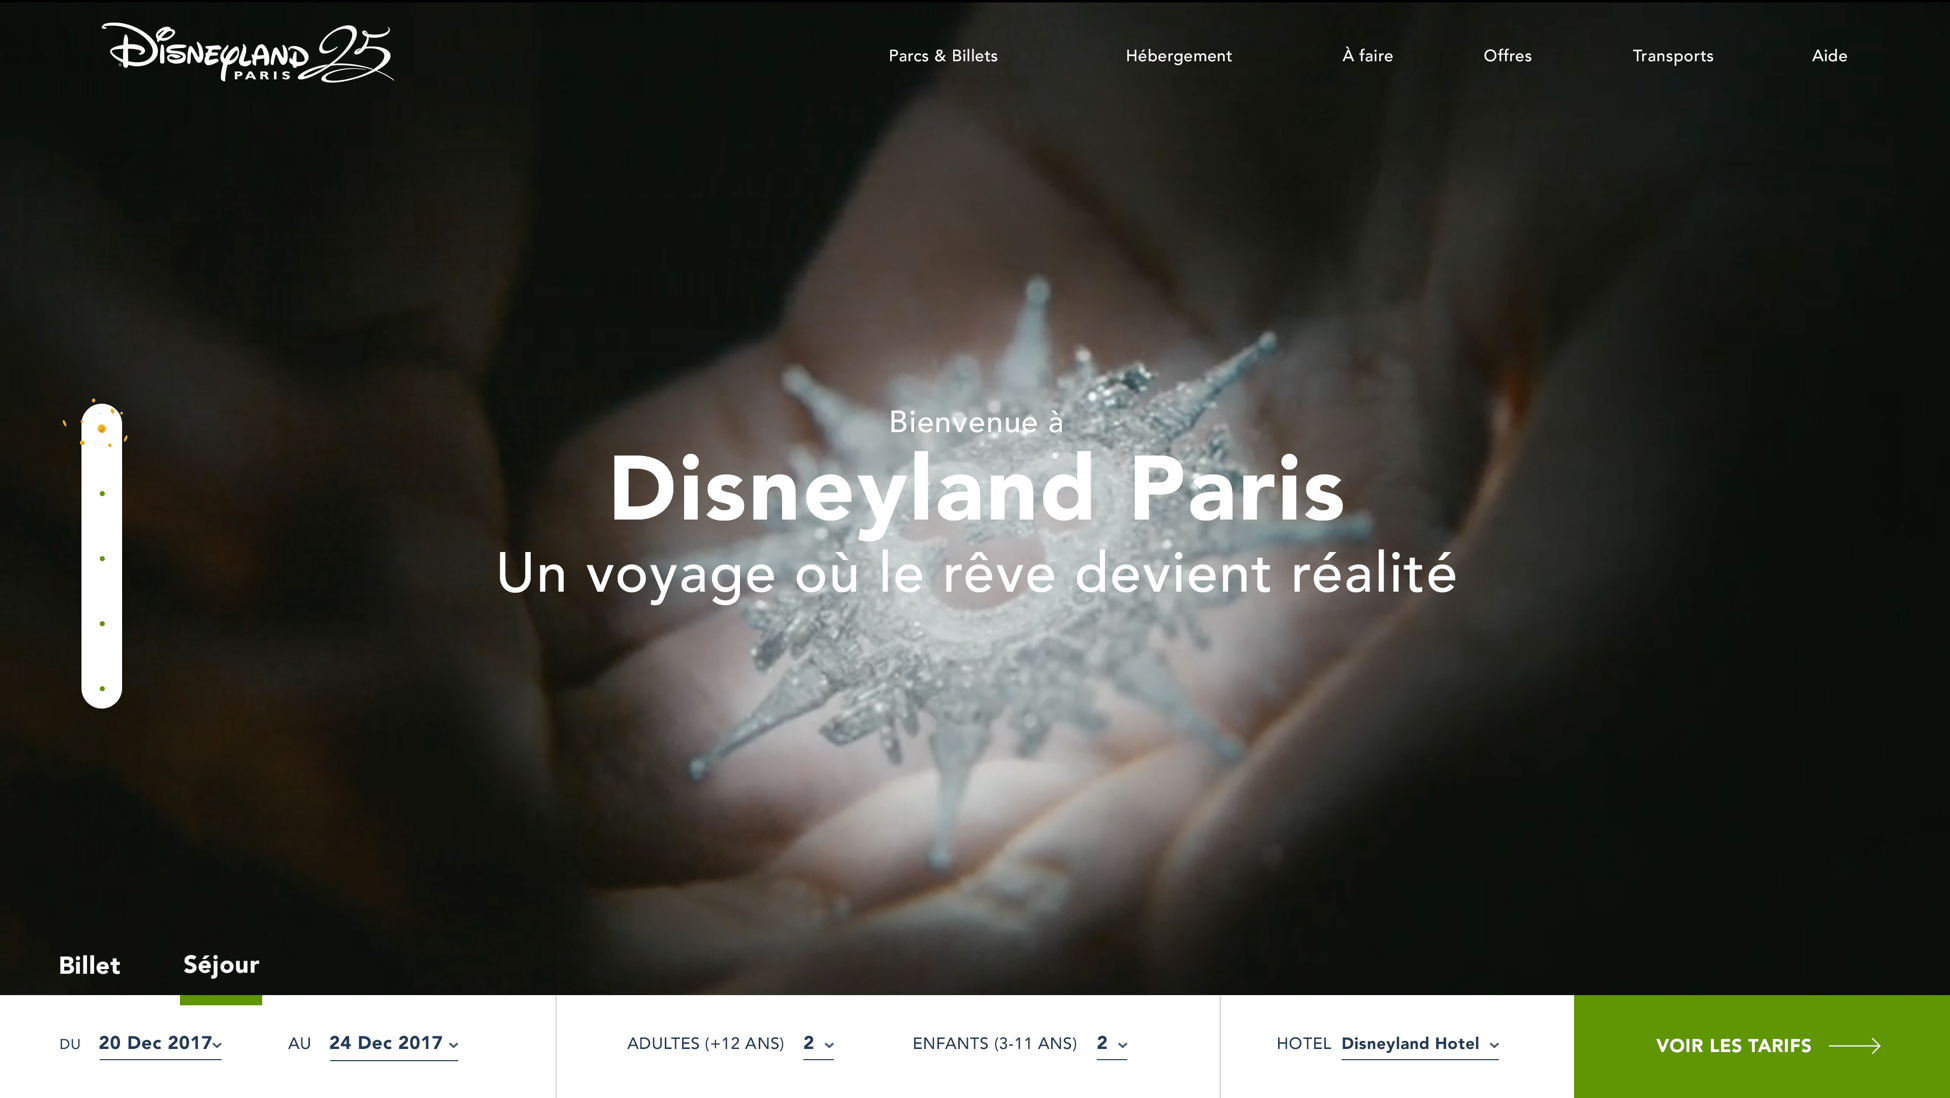 Disneyland 25
PARIS
Parcs & Billets
Hébergement
À faire
Offres
Transports
Aide
Bienvenue à
Disneyland Paris
Un voyage où le rêve devient réalité
Billet
Séjour
DU 20 Dec 2017
AU 24 Dec 2017
ADULTES (+12 ANS) 2
ENFANTS (3-11 ANS) 2
HOTEL Disneyland Hotel
VOIR LES TARIFS